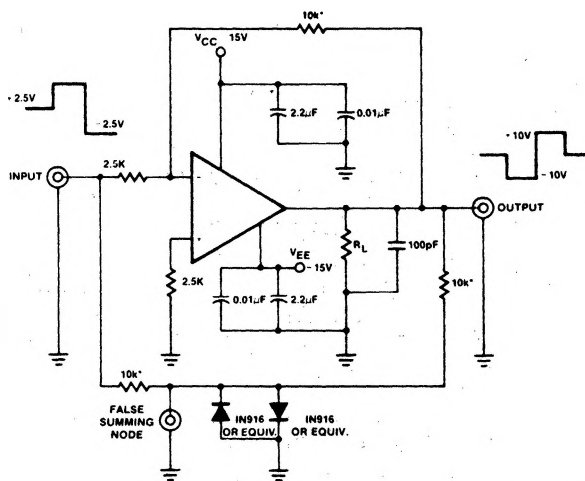 10k*
VCC 15V
+ 2.5V
- 2.5V
2.2µF
0.01µF
2.5K
INPUT
−
+
+ 10V
- 10V
OUTPUT
RL
100pF
10k*
VEE
- 15V
2.5K
0.01µF
2.2µF
10k*
FALSE
SUMMING
NODE
IN916
OR EQUIV.
IN916
OR EQUIV.